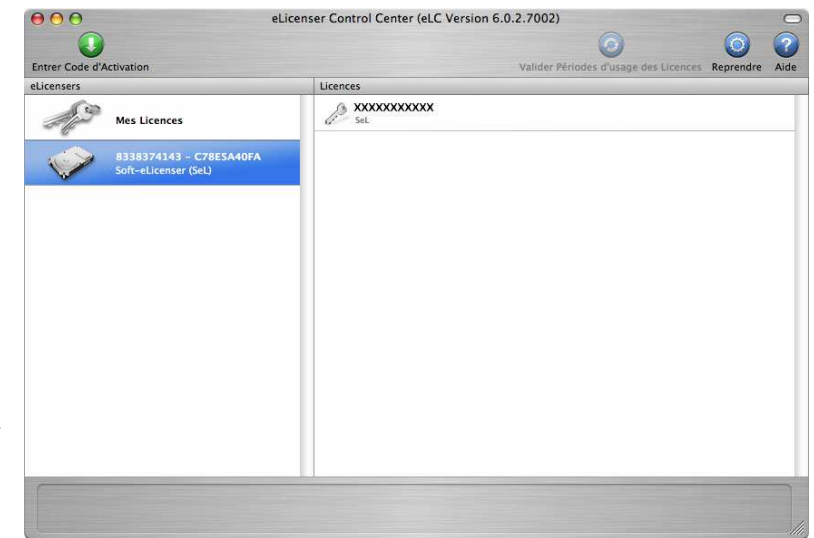 eLicenser Control Center (eLC Version 6.0.2.7002)
Entrer Code d'Activation
Valider Périodes d'usage des Licences
Reprendre
Aide
eLicensers
Licences
Mes Licences
8338374143 - C78E5A40FA
Soft-eLicenser (SeL)
XXXXXXXXXXX
SeL